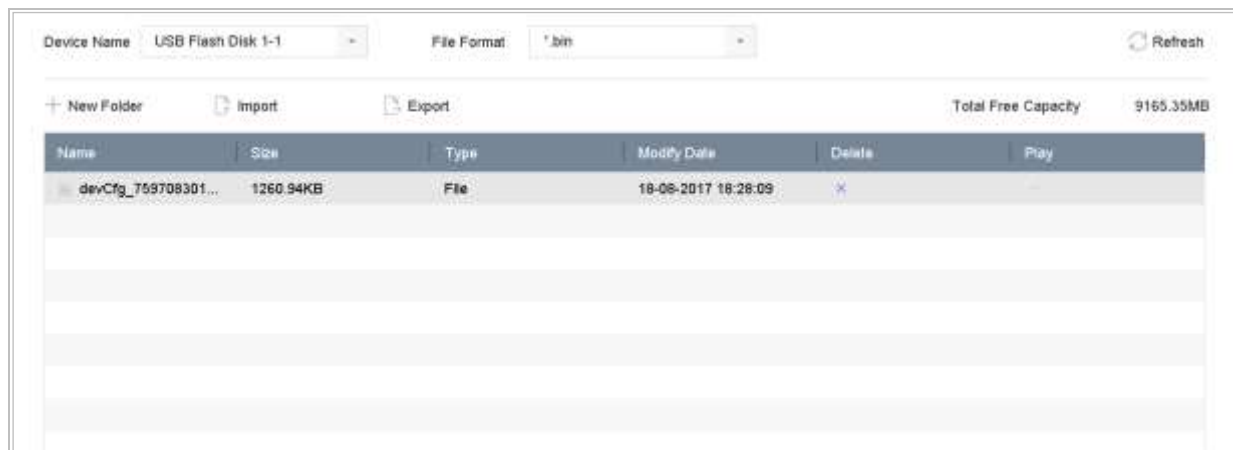 Device Name USB Flash Disk 1-1 File Format *.bin Refresh
New Folder Import Export Total Free Capacity 9165.35MB
Name Size Type Modify Date Delete Play
devCfg_759708301... 1260.94KB File 18-08-2017 18:28:09